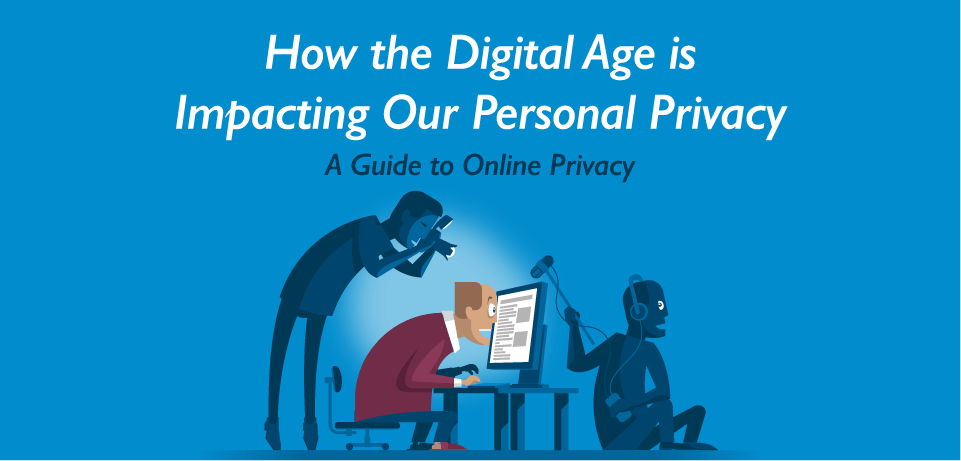 How the Digital Age is
Impacting Our Personal Privacy
A Guide to Online Privacy